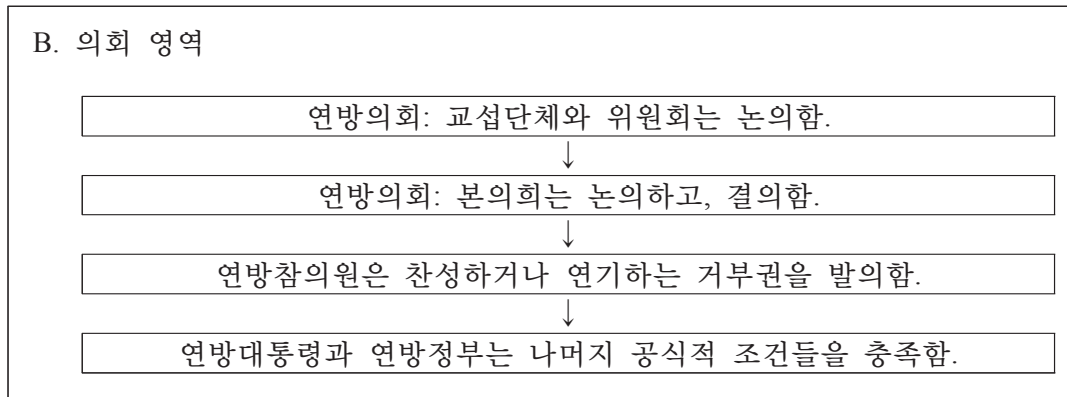 B. 의회 영역
연방의회: 교섭단체와 위원회는 논의함.
↓
연방의회: 본의희는 논의하고, 결의함.
↓
연방참의원은 찬성하거나 연기하는 거부권을 발의함.
↓
연방대통령과 연방정부는 나머지 공식적 조건들을 충족함.